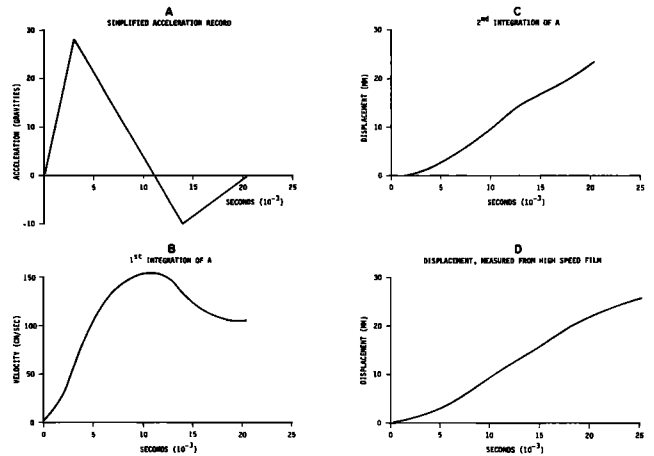 A
SIMPLIFIED ACCELERATION RECORD
ACCELERATION (GRAVITIES)
30
20
10
0
-10
5
10
15
20
25
SECONDS (10⁻³)
B
1ˢᵗ INTEGRATION OF A
VELOCITY (CM/SEC)
150
100
50
0
0
5
10
15
20
25
SECONDS (10⁻³)
C
2ⁿᵈ INTEGRATION OF A
DISPLACEMENT (MM)
30
20
10
0
0
5
10
15
20
25
SECONDS (10⁻³)
D
DISPLACEMENT, MEASURED FROM HIGH SPEED FILM
DISPLACEMENT (MM)
30
20
10
0
0
5
10
15
20
25
SECONDS (10⁻³)